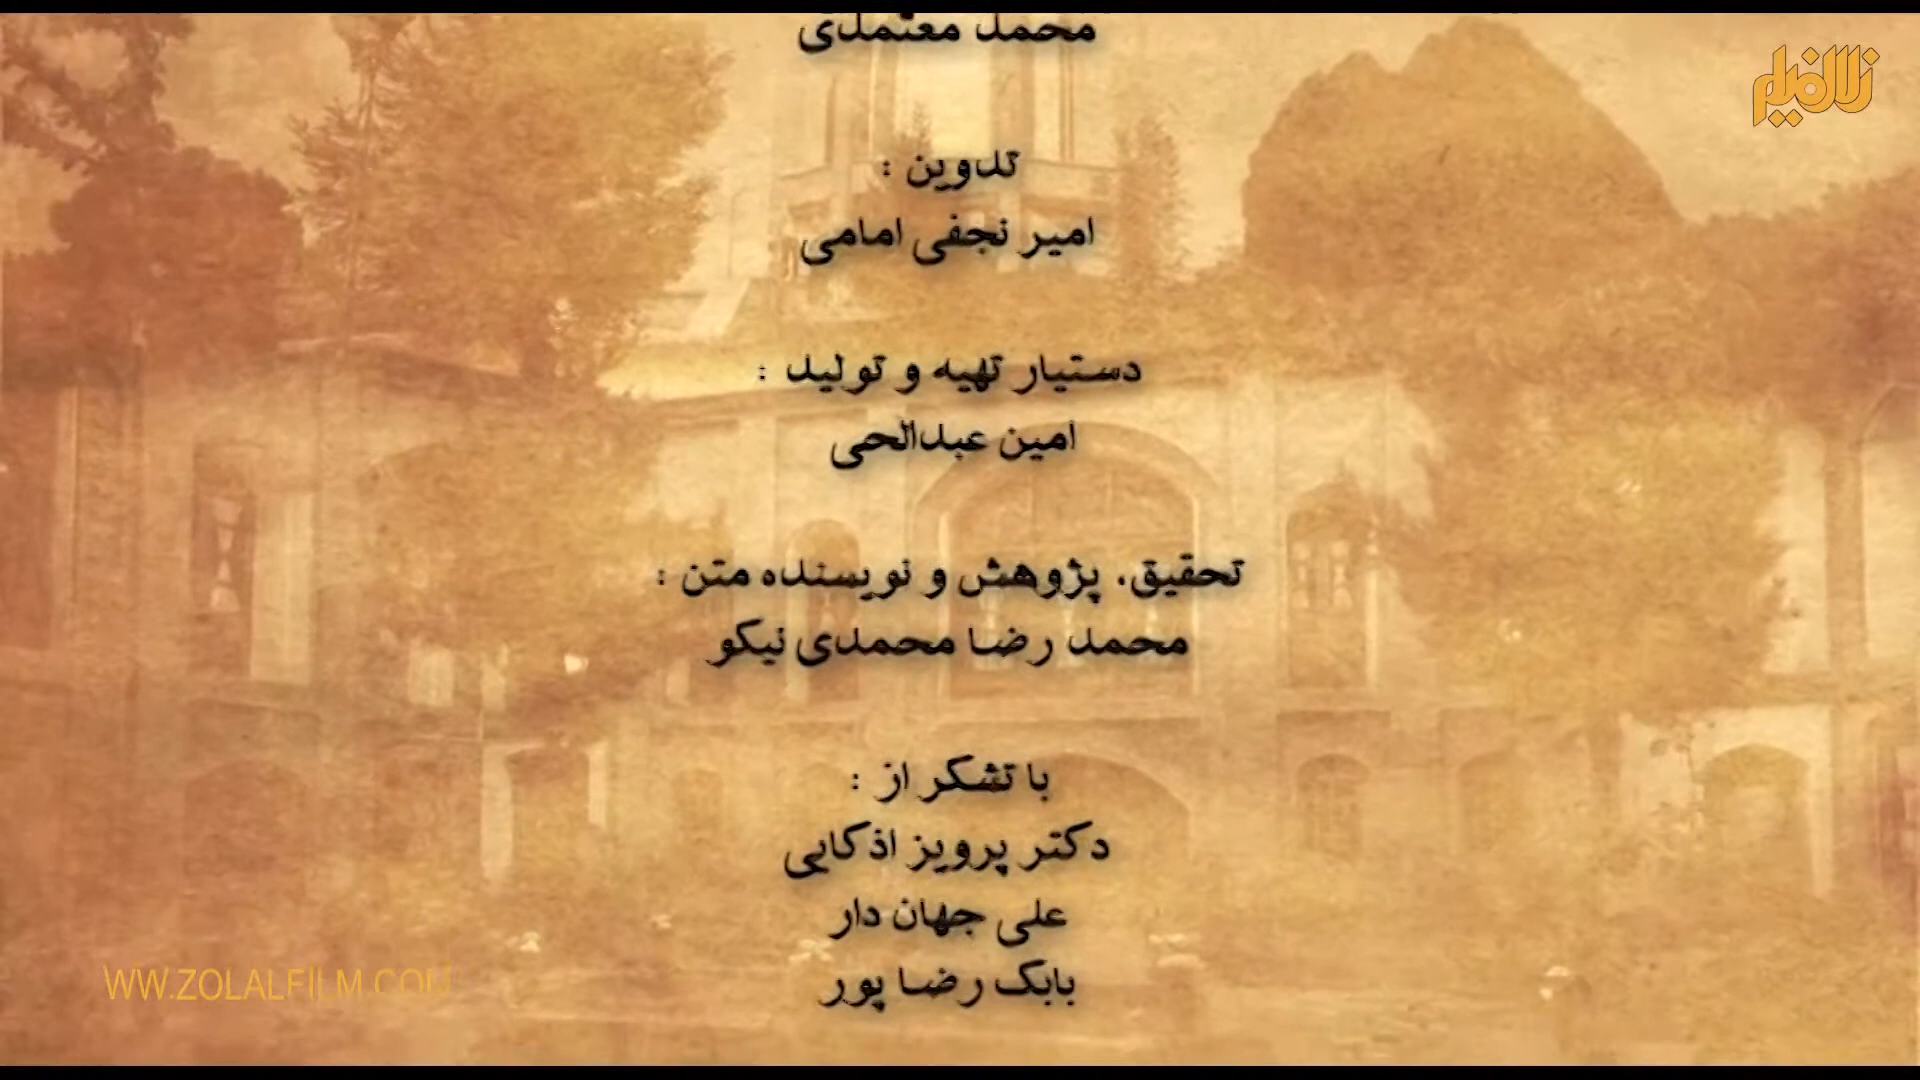 محمد معتمدی
زلال فیلم
تدوین :
امیر نجفی امامی
دستیار تهیه و تولید :
امین عبدالحی
تحقیق، پژوهش و نویسنده متن :
محمد رضا محمدی نیکو
با تشکر از :
دکتر پرویز اذکایی
علی جهان دار
بابک رضا پور
WW.ZOLALFILM.COM